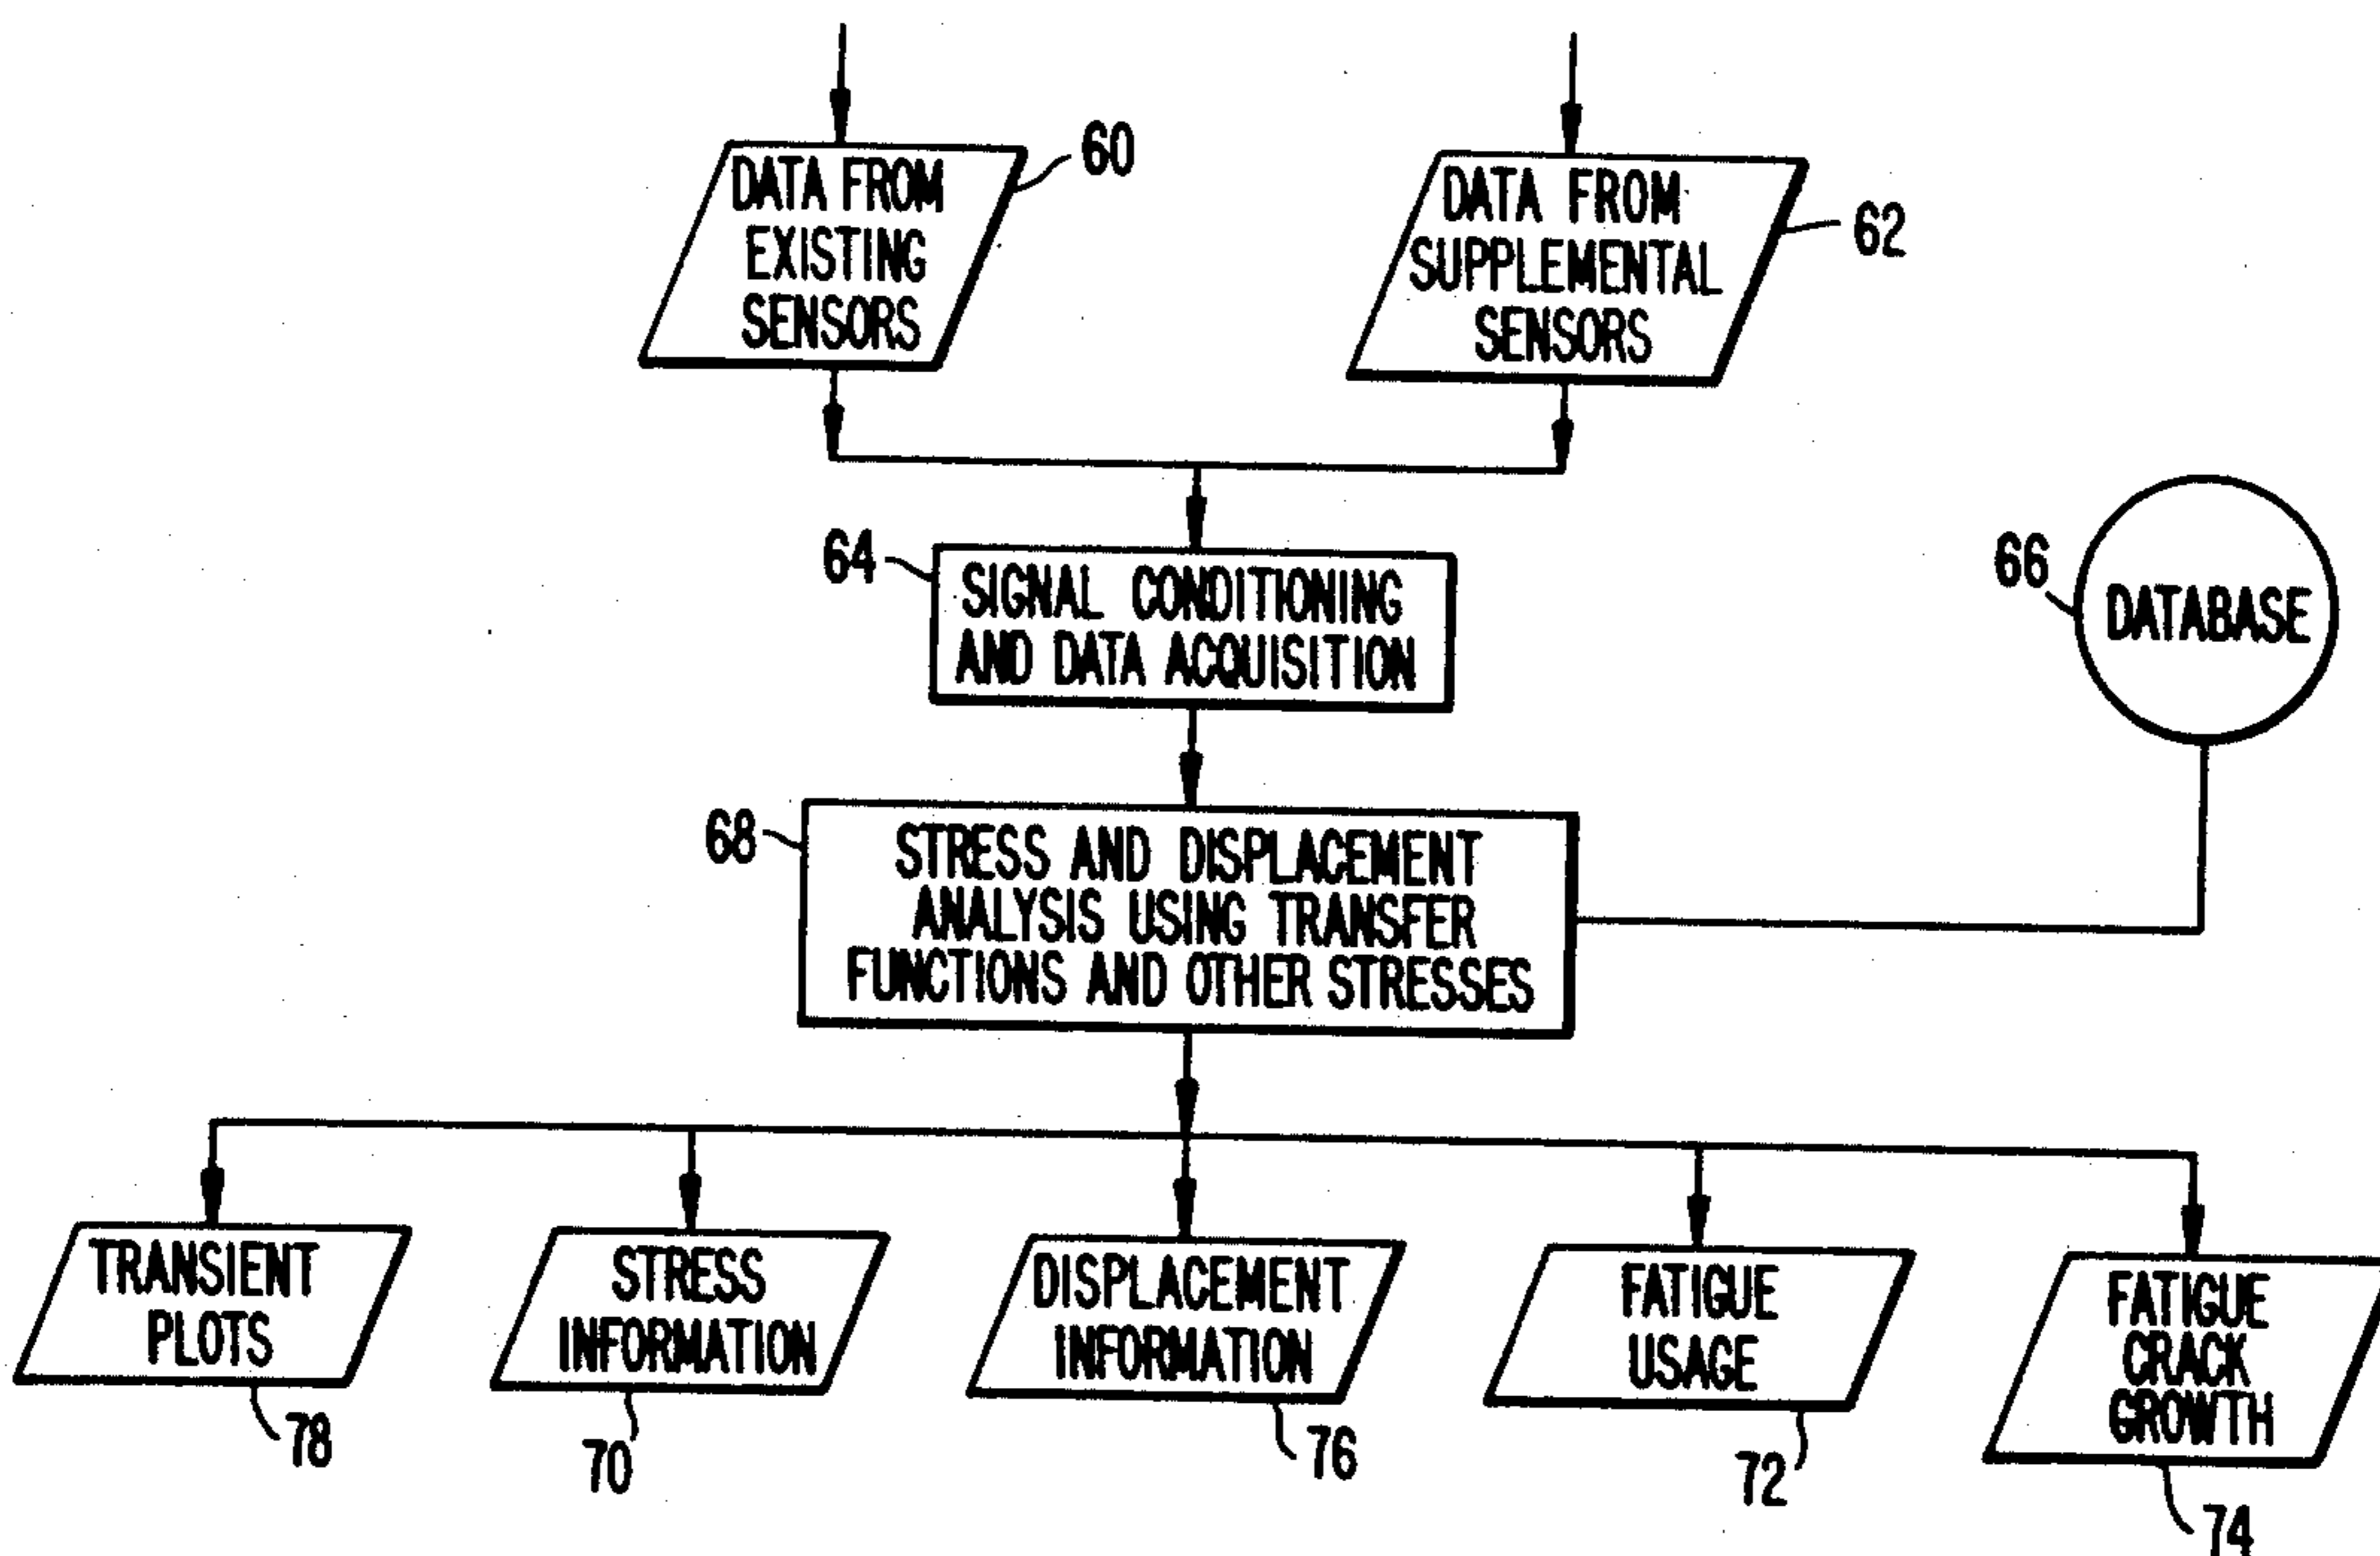 DATA FROM
EXISTING
SENSORS
60
DATA FROM
SUPPLEMENTAL
SENSORS
62
64
SIGNAL CONDITIONING
AND DATA ACQUISITION
66
DATABASE
68
STRESS AND DISPLACEMENT
ANALYSIS USING TRANSFER
FUNCTIONS AND OTHER STRESSES
TRANSIENT
PLOTS
78
STRESS
INFORMATION
70
DISPLACEMENT
INFORMATION
76
FATIGUE
USAGE
72
FATIGUE
CRACK
GROWTH
74